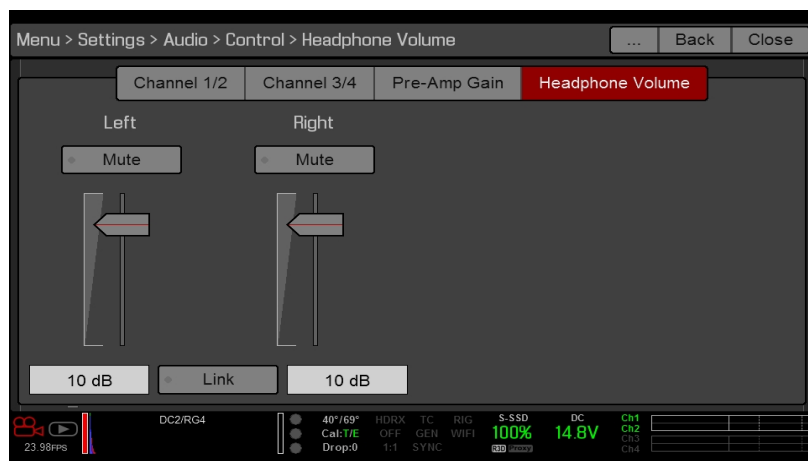 Menu > Settings > Audio > Control > Headphone Volume ... Back Close
Channel 1/2 Channel 3/4 Pre-Amp Gain Headphone Volume
Left Right
Mute Mute
10 dB Link 10 dB
DC2/RG4 40°/69° HDRX TC RIG S-SSD DC Ch1
Cal:T/E OFF GEN WIFI 100% 14.8V Ch2
23.98FPS Drop:0 1:1 SYNC R3D Proxy Ch3
Ch4